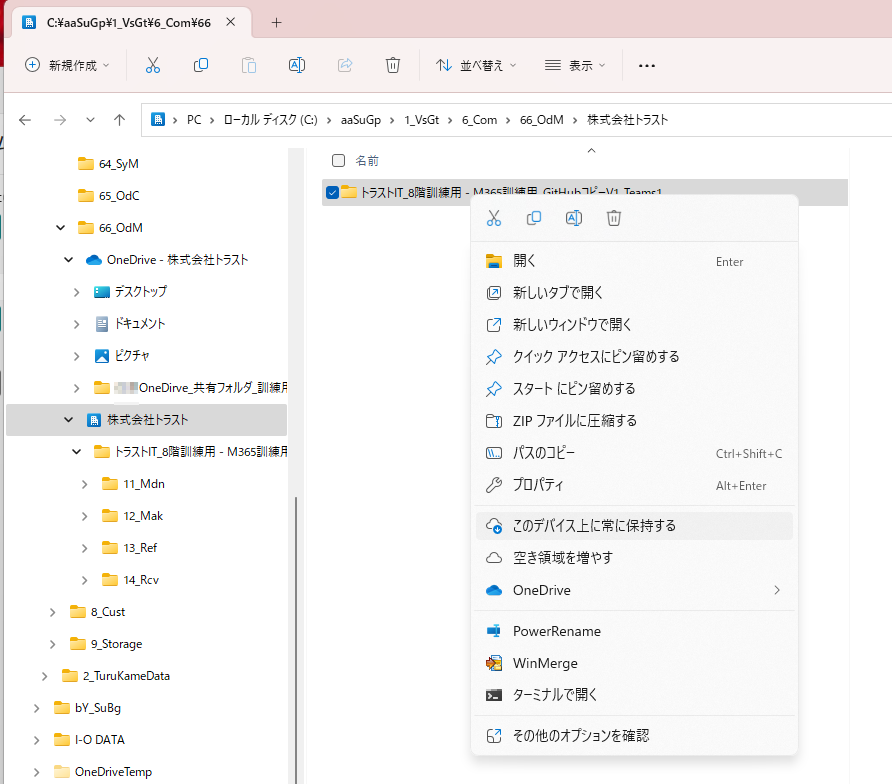 C:¥aaSuGp¥1_VsGt¥6_Com¥66
新規作成
並べ替え
表示
PC > ローカル ディスク (C:) > aaSuGp > 1_VsGt > 6_Com > 66_OdM > 株式会社トラスト
64_SyM
65_OdC
66_OdM
OneDrive - 株式会社トラスト
デスクトップ
ドキュメント
ピクチャ
OneDirve_共有フォルダ_訓練用
株式会社トラスト
トラストIT_8階訓練用 - M365訓練用
11_Mdn
12_Mak
13_Ref
14_Rcv
8_Cust
9_Storage
2_TuruKameData
bY_SuBg
I-O DATA
OneDriveTemp
名前
トラストIT_8階訓練用 - M365訓練用_GitHubコピーV1_Teams1
開く Enter
新しいタブで開く
新しいウィンドウで開く
クイック アクセスにピン留めする
スタート にピン留めする
ZIP ファイルに圧縮する
パスのコピー Ctrl+Shift+C
プロパティ Alt+Enter
このデバイス上に常に保持する
空き領域を増やす
OneDrive
PowerRename
WinMerge
ターミナルで開く
その他のオプションを確認